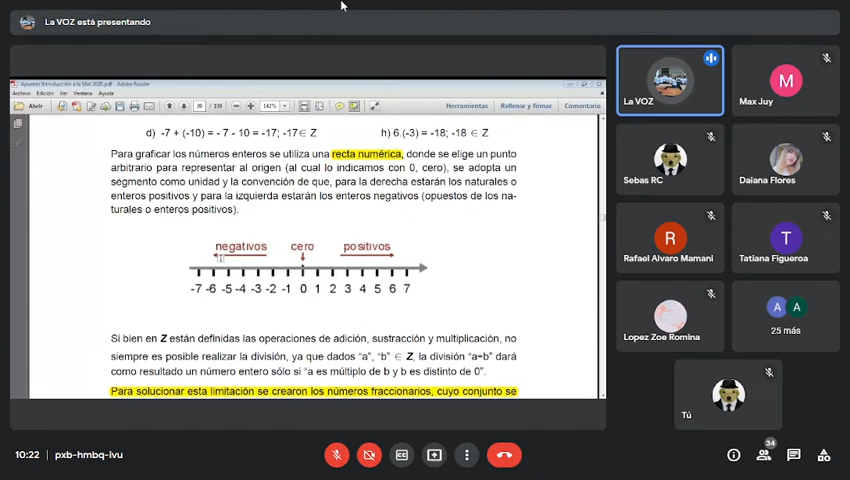 La VOZ está presentando
Apuntes Introducción a la Mat 2020.pdf - Adobe Reader
Archivo Edición Ver Ventana Ayuda
Abrir
39 / 119
142%
Herramientas
Rellenar y firmar
Comentario
d) -7 + (-10) = - 7 - 10 = -17; -17 ∈ Z
h) 6.(-3) = -18; -18 ∈ Z
Para graficar los números enteros se utiliza una recta numérica, donde se elige un punto
arbitrario para representar al origen (al cual lo indicamos con 0, cero), se adopta un
segmento como unidad y la convención de que, para la derecha estarán los naturales o
enteros positivos y para la izquierda estarán los enteros negativos (opuestos de los na-
turales o enteros positivos).
negativos cero positivos
-7 -6 -5 -4 -3 -2 -1 0 1 2 3 4 5 6 7
Si bien en Z están definidas las operaciones de adición, sustracción y multiplicación, no
siempre es posible realizar la división, ya que dados "a", "b" ∈ Z, la división "a÷b" dará
como resultado un número entero sólo si "a es múltiplo de b y b es distinto de 0".
Para solucionar esta limitación se crearon los números fraccionarios, cuyo conjunto se
La VOZ
M
Max Juy
Sebas RC
Daiana Flores
R
Rafael Alvaro Mamani
T
Tatiana Figueroa
Lopez Zoe Romina
A A
25 más
Tú
10:22 pxb-hmbq-ivu
CC
34